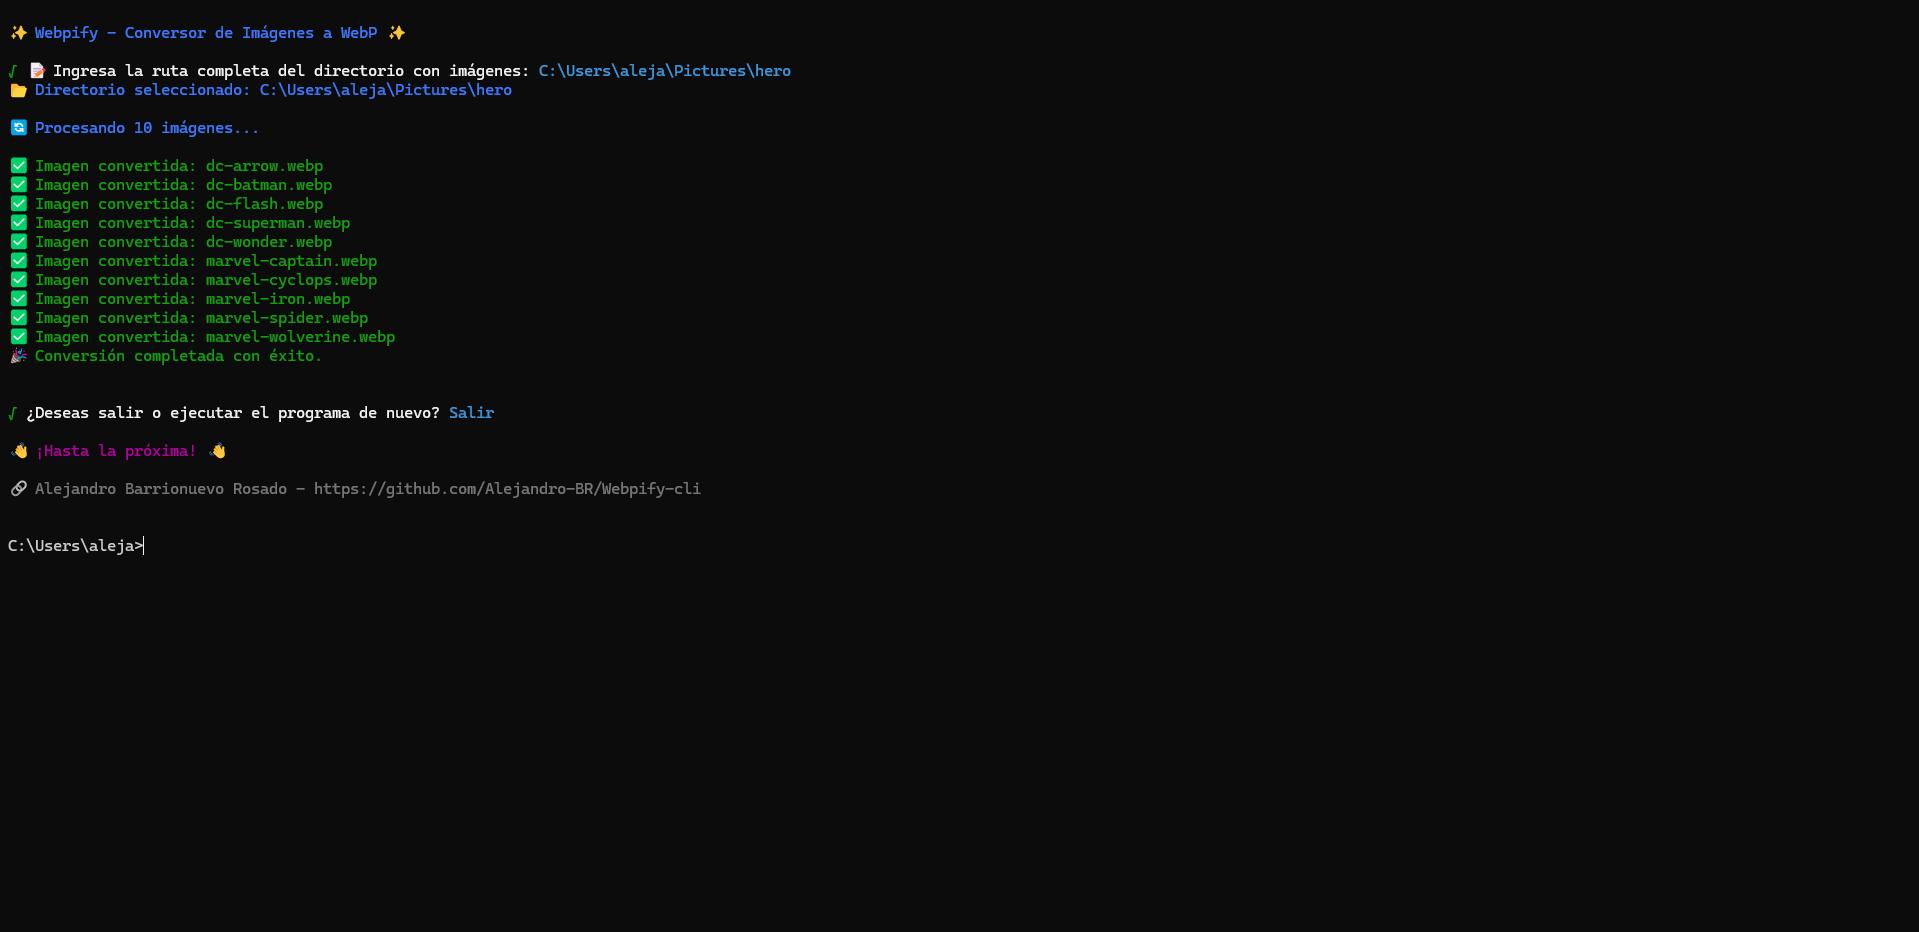 ✨ Webpify - Conversor de Imágenes a WebP ✨
√ 📝 Ingresa la ruta completa del directorio con imágenes: C:\Users\aleja\Pictures\hero
📂 Directorio seleccionado: C:\Users\aleja\Pictures\hero
🔄 Procesando 10 imágenes...
✅ Imagen convertida: dc-arrow.webp
✅ Imagen convertida: dc-batman.webp
✅ Imagen convertida: dc-flash.webp
✅ Imagen convertida: dc-superman.webp
✅ Imagen convertida: dc-wonder.webp
✅ Imagen convertida: marvel-captain.webp
✅ Imagen convertida: marvel-cyclops.webp
✅ Imagen convertida: marvel-iron.webp
✅ Imagen convertida: marvel-spider.webp
✅ Imagen convertida: marvel-wolverine.webp
🎉 Conversión completada con éxito.
√ ¿Deseas salir o ejecutar el programa de nuevo? Salir
👋 ¡Hasta la próxima! 👋
🔗 Alejandro Barrionuevo Rosado - https://github.com/Alejandro-BR/Webpify-cli
C:\Users\aleja>